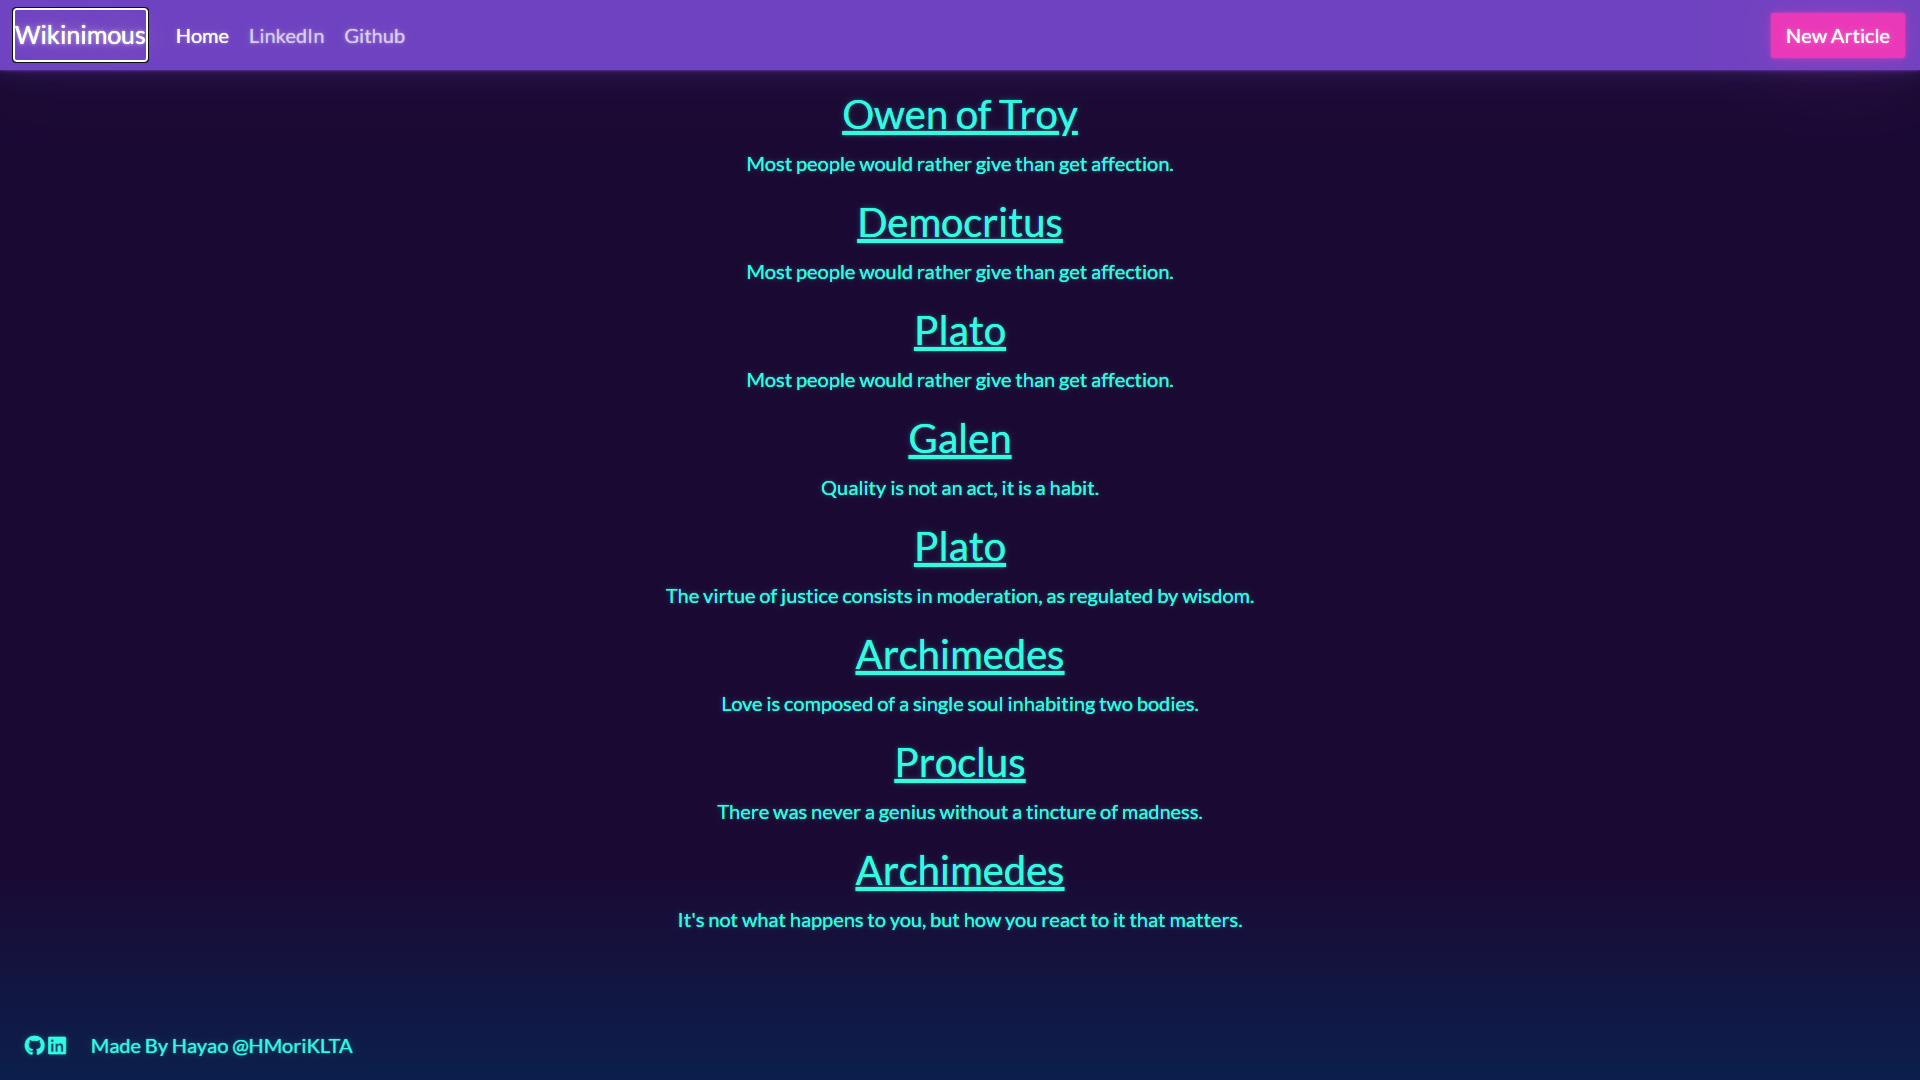 Wikinimous Home LinkedIn Github New Article
Owen of Troy
Most people would rather give than get affection.
Democritus
Most people would rather give than get affection.
Plato
Most people would rather give than get affection.
Galen
Quality is not an act, it is a habit.
Plato
The virtue of justice consists in moderation, as regulated by wisdom.
Archimedes
Love is composed of a single soul inhabiting two bodies.
Proclus
There was never a genius without a tincture of madness.
Archimedes
It's not what happens to you, but how you react to it that matters.
Made By Hayao @HMoriKLTA